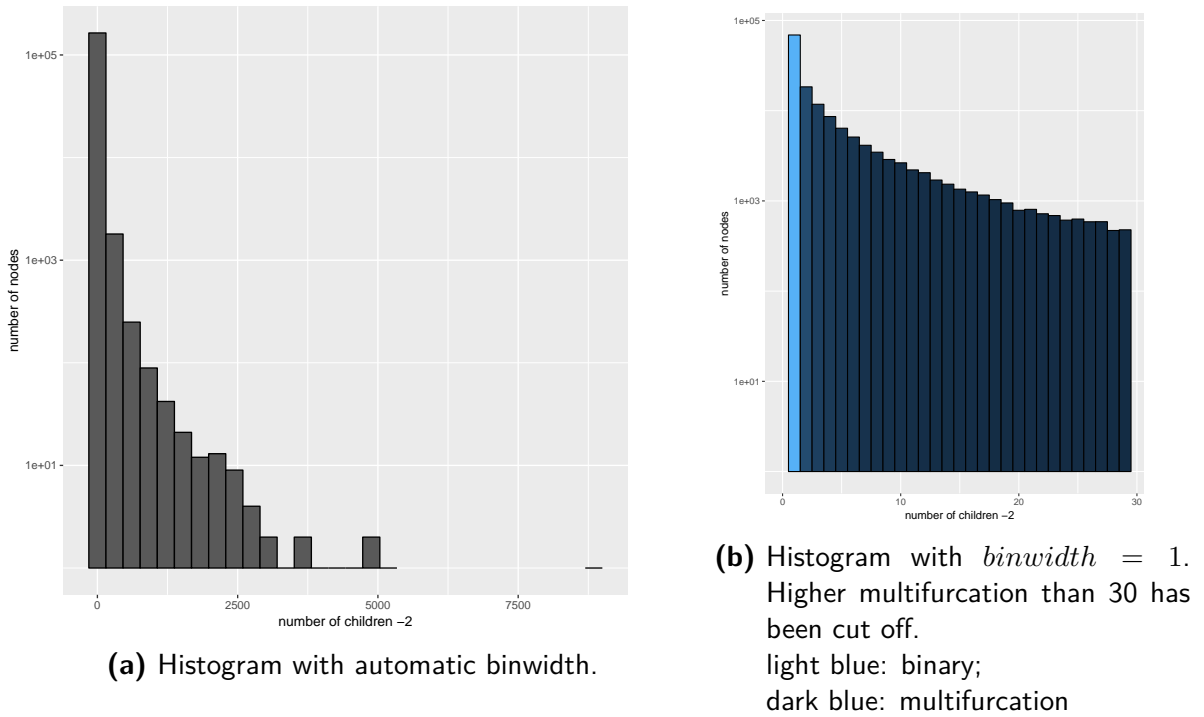 1e+05
1e+03
1e+01
number of nodes
0
2500
5000
7500
number of children −2
(a) Histogram with automatic binwidth.
1e+05
1e+03
1e+01
number of nodes
0
10
20
30
number of children −2
(b) Histogram with binwidth = 1.
Higher multifurcation than 30 has
been cut off.
light blue: binary;
dark blue: multifurcation